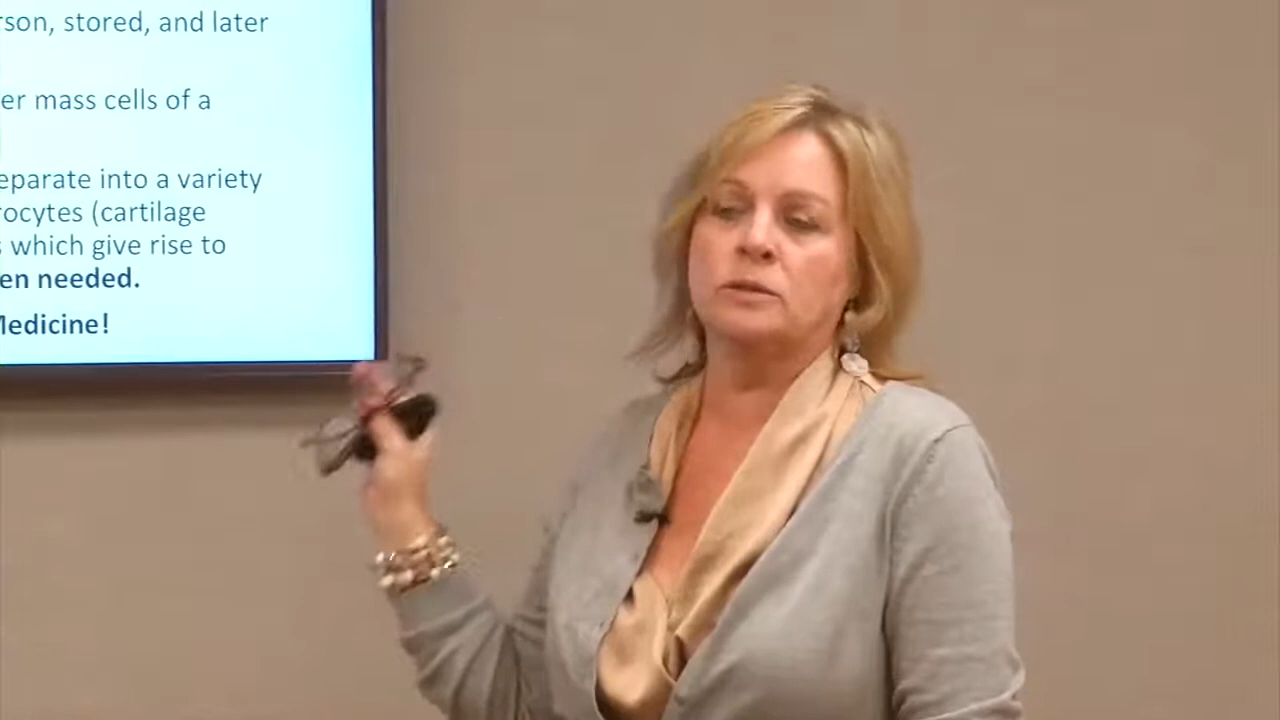 rson, stored, and later
er mass cells of a
eparate into a variety
rocytes (cartilage
s which give rise to
en needed.
Medicine!